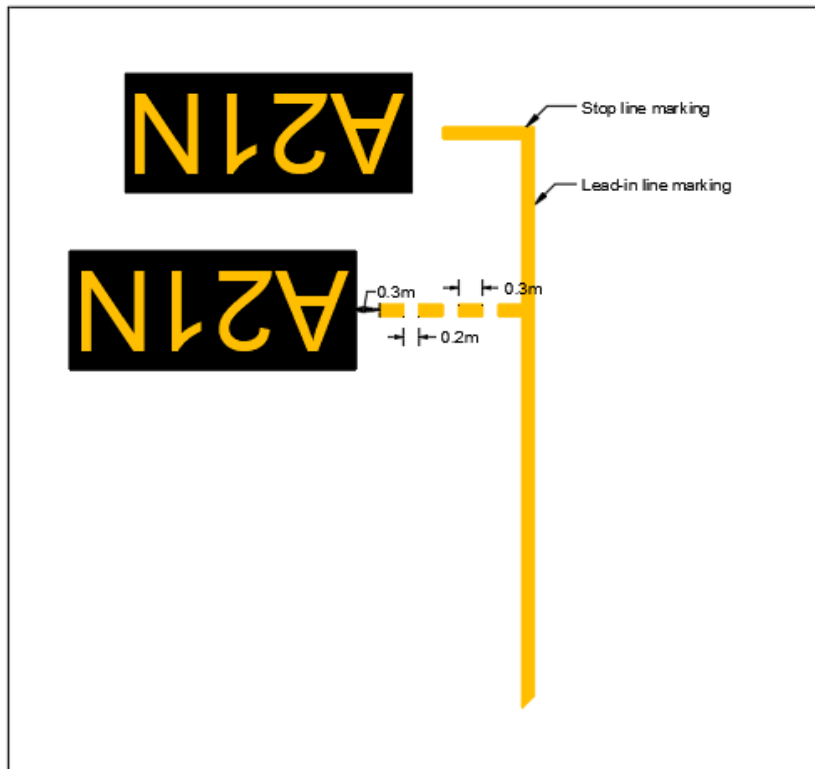 A21N
Stop line marking
Lead-in line marking
A21N
0.3m
0.3m
0.2m